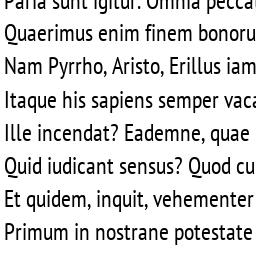 Paria sunt igitur. Omnia pecca
Quaerimus enim finem bonoru
Nam Pyrrho, Aristo, Erillus iam
Itaque his sapiens semper vaca
Ille incendat? Eademne, quae
Quid iudicant sensus? Quod cu
Et quidem, inquit, vehementer
Primum in nostrane potestate